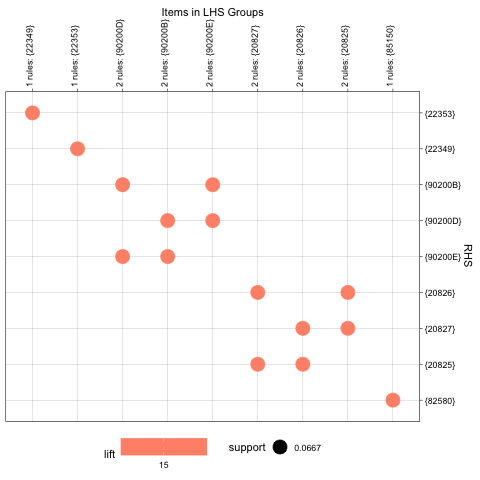 Items in LHS Groups
1 rules: {22349}
1 rules: {22353}
2 rules: {90200D}
2 rules: {90200B}
2 rules: {90200E}
2 rules: {20827}
2 rules: {20826}
2 rules: {20825}
1 rules: {85150}
{22353}
{22349}
{90200B}
{90200D}
{90200E}
{20826}
{20827}
{20825}
{82580}
RHS
lift
15
support
0.0667